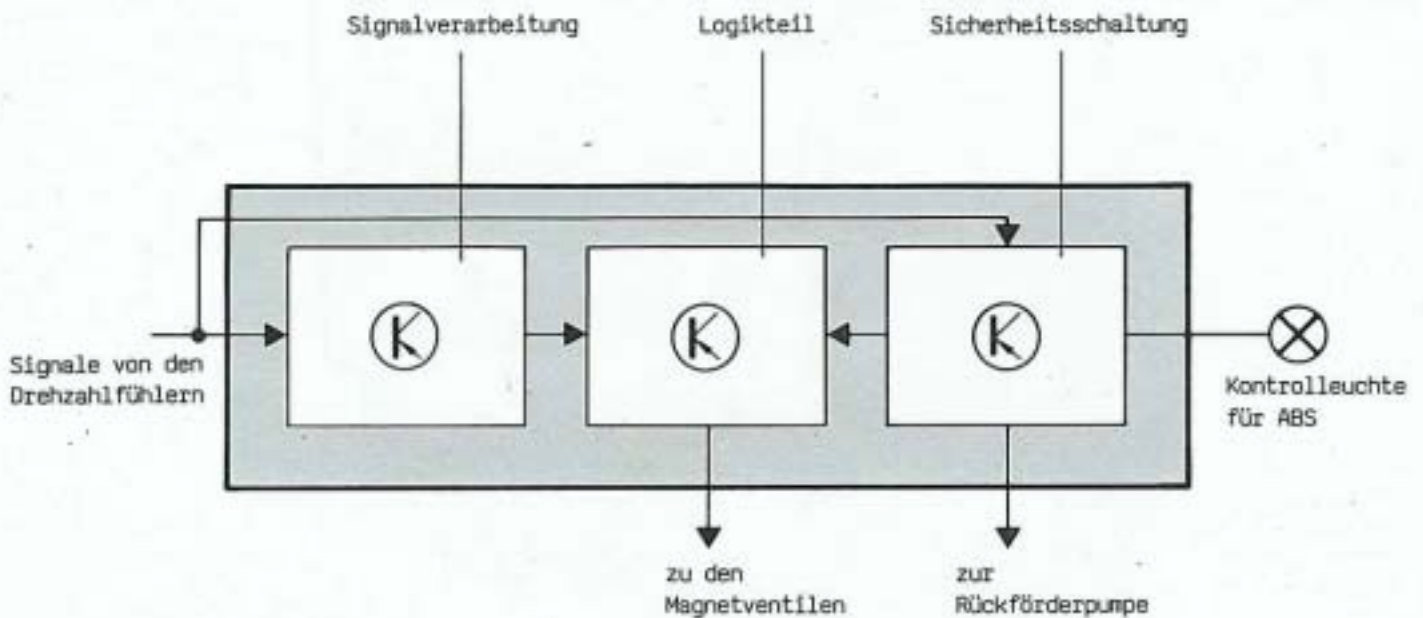 Signalverarbeitung
Logikteil
Sicherheitsschaltung
Signale von den
Drehzahlfühlern
Kontrolleuchte
für ABS
zu den
Magnetventilen
zur
Rückförderpumpe